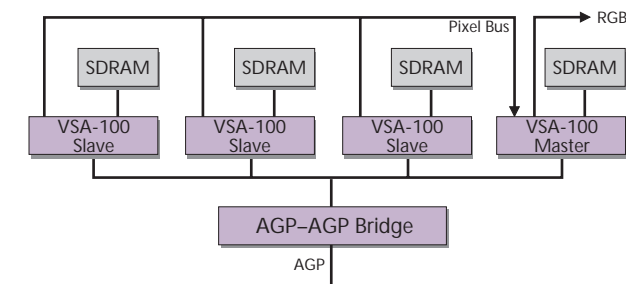 Pixel Bus
RGB
SDRAM
SDRAM
SDRAM
SDRAM
VSA-100
Slave
VSA-100
Slave
VSA-100
Slave
VSA-100
Master
AGP–AGP Bridge
AGP